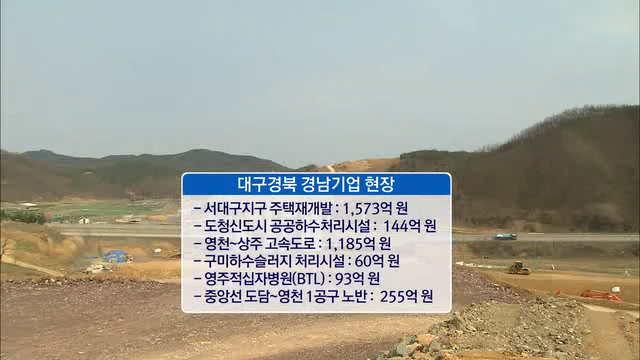 대구경북 경남기업 현장
- 서대구지구 주택재개발 : 1,573억 원
- 도청신도시 공공하수처리시설 : 144억 원
- 영천~상주 고속도로 : 1,185억 원
- 구미하수슬러지 처리시설 : 60억 원
- 영주적십자병원(BTL) : 93억 원
- 중앙선 도담~영천 1공구 노반 : 255억 원